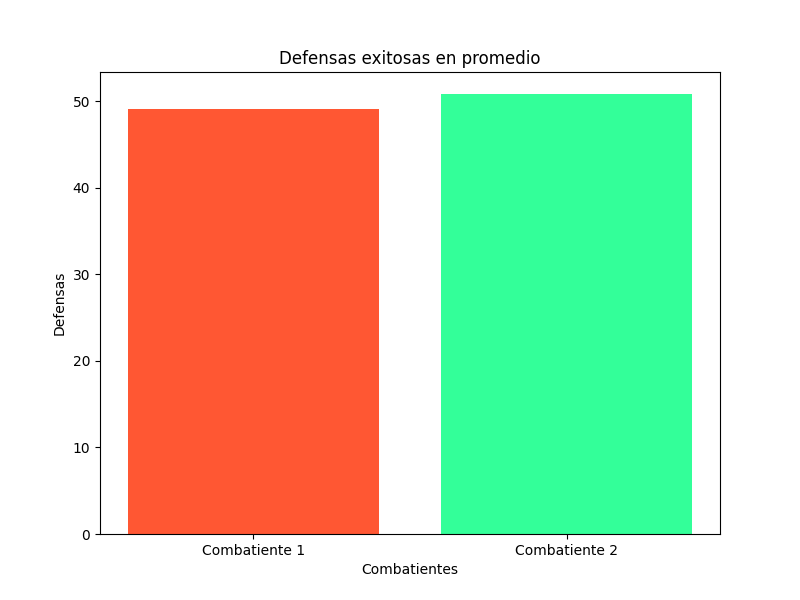 Defensas exitosas en promedio
Defensas
50
40
30
20
10
0
Combatiente 1
Combatiente 2
Combatientes